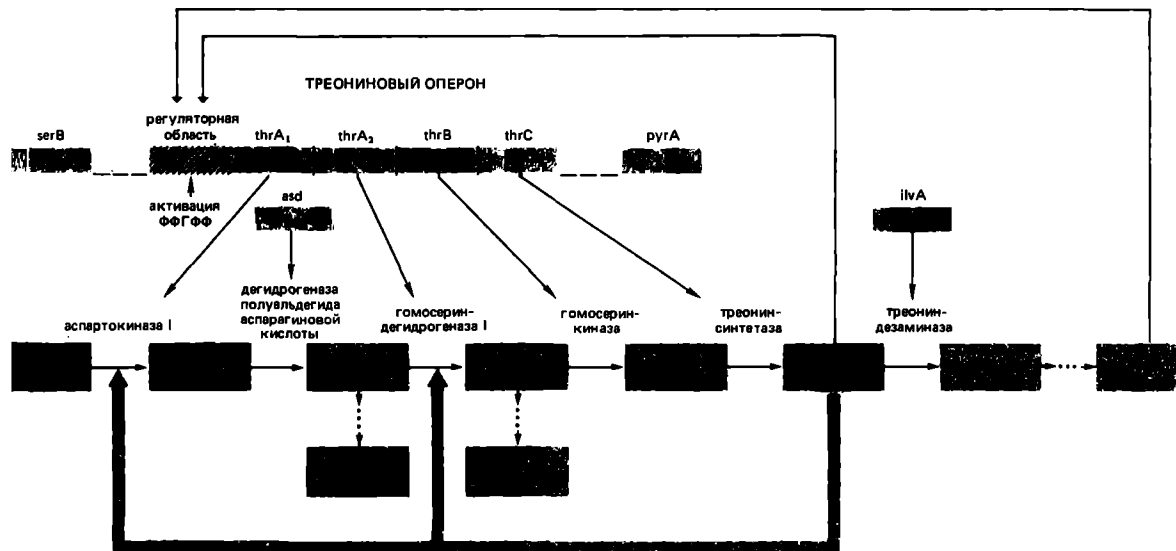 ТРЕОНИНОВЫЙ ОПЕРОН
регуляторная
область
serB
thrA₁
thrA₂
thrB
thrC
pyrA
активация
ФФГФФ
asd
ilvA
дегидрогеназа
полуальдегида
аспарагиновой
кислоты
аспартокиназа I
гомосерин-
дегидрогеназа I
гомосерин-
киназа
треонин-
синтетаза
треонин-
дезаминаза